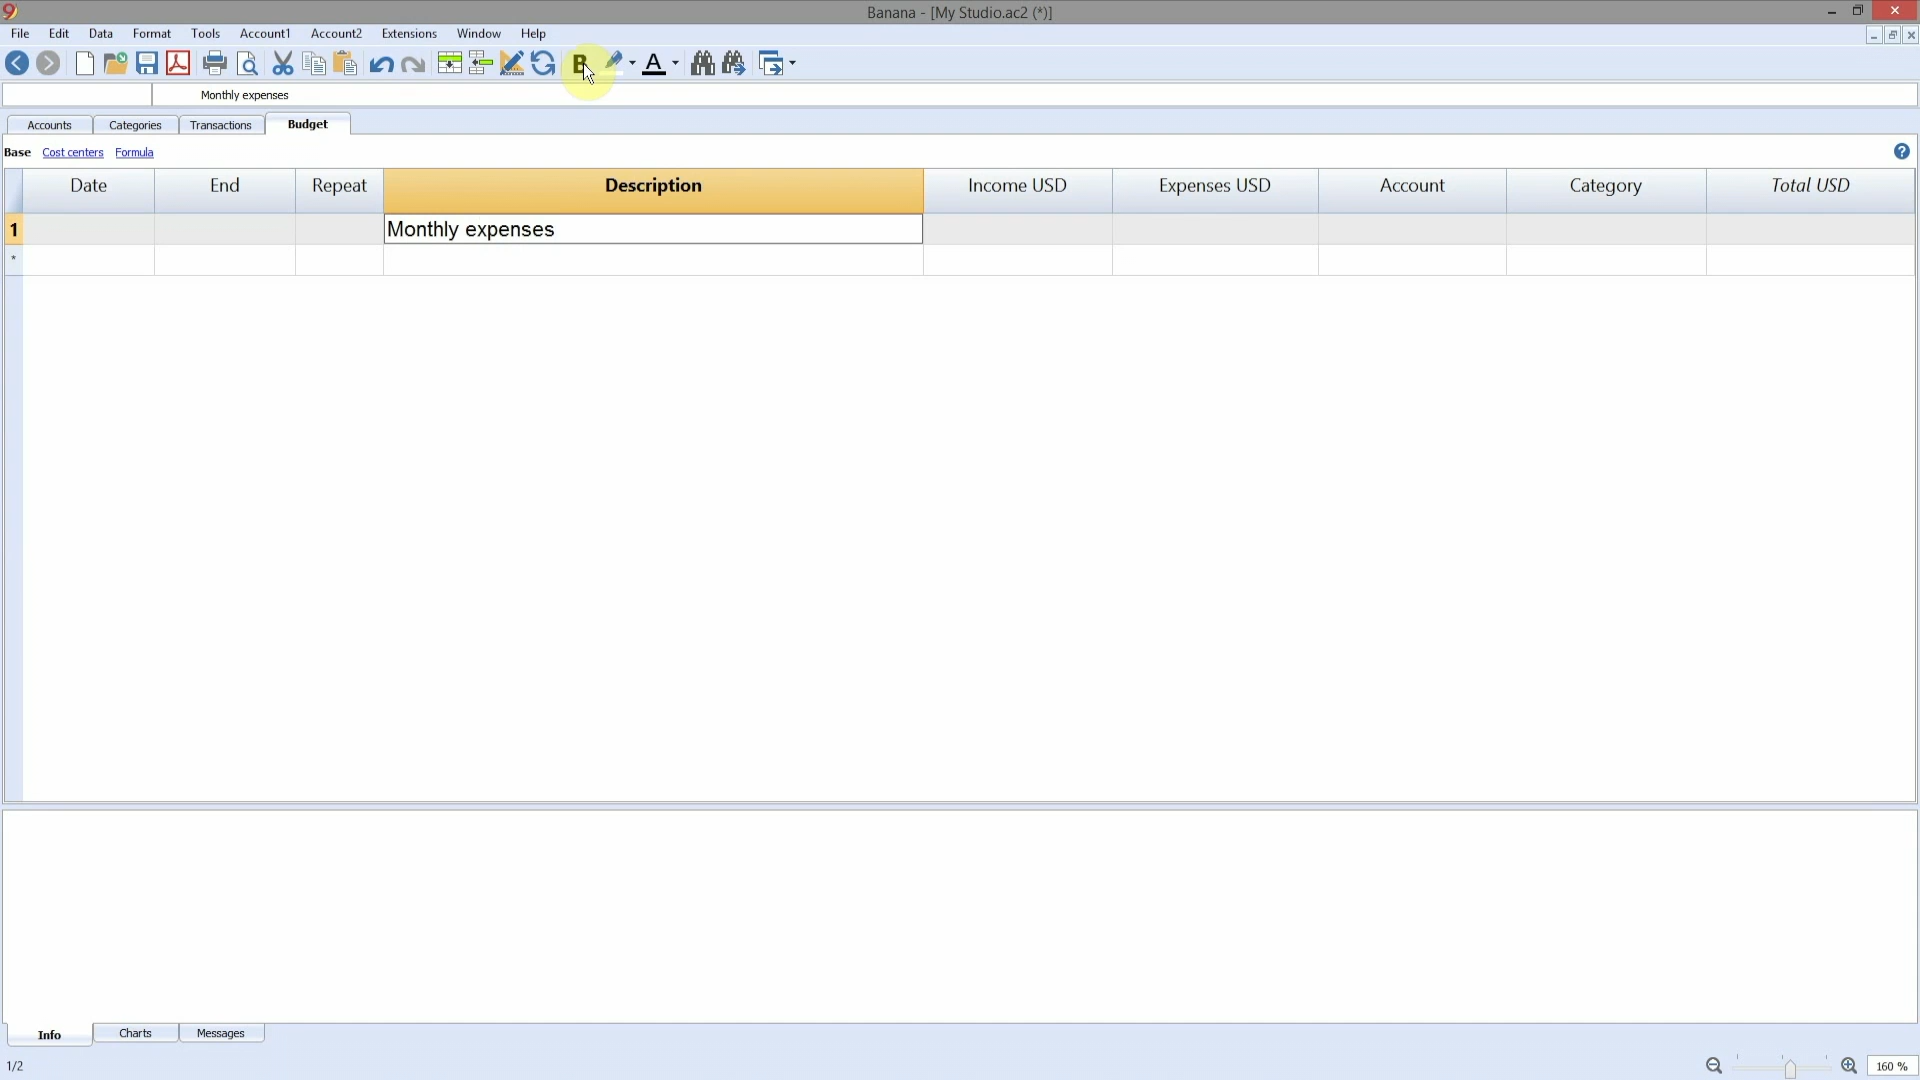 9
Banana - [My Studio.ac2 (*)]
File Edit Data Format Tools Account1 Account2 Extensions Window Help
B A
Monthly expenses
Accounts Categories Transactions Budget
Base Cost centers Formula ?
Date End Repeat Description Income USD Expenses USD Account Category Total USD
1 Monthly expenses
*
Info Charts Messages
1/2 160 %